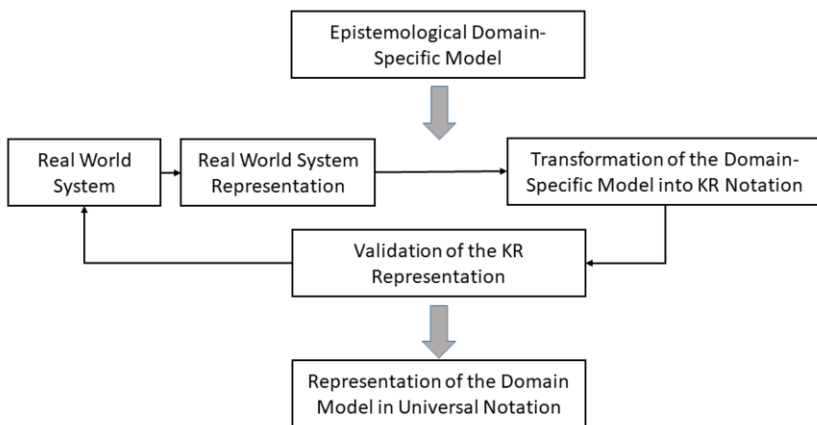 Epistemological Domain-
Specific Model
Real World
System
Real World System
Representation
Transformation of the Domain-
Specific Model into KR Notation
Validation of the KR
Representation
Representation of the Domain
Model in Universal Notation